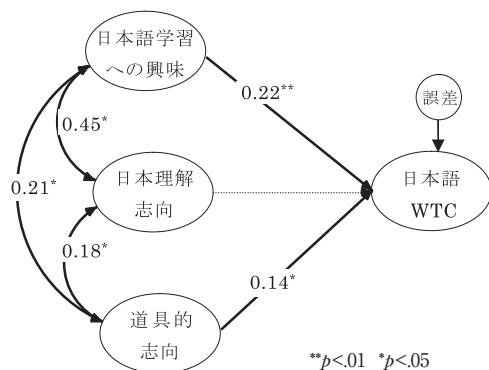 日本語学習
への興味
0.22**
誤差
0.45*
日本理解
志向
日本語
WTC
0.21*
0.18*
0.14*
道具的
志向
**p<.01 *p<.05